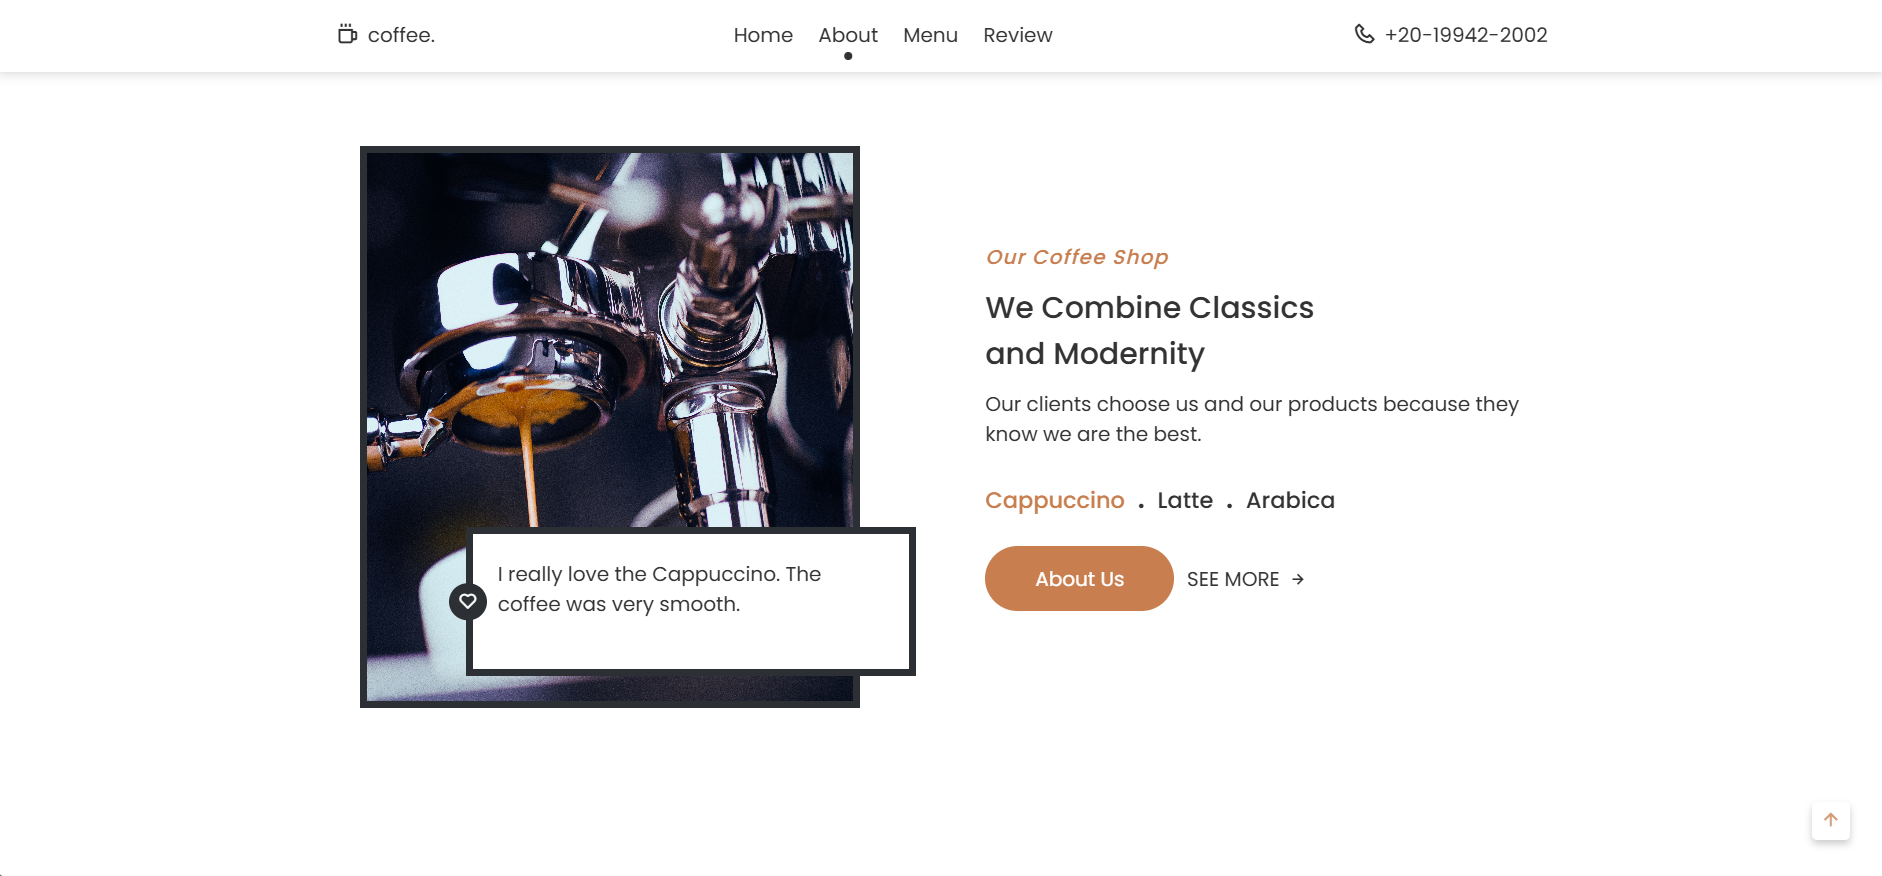 coffee.
Home About Menu Review
+20-19942-2002
Our Coffee Shop
We Combine Classics
and Modernity
Our clients choose us and our products because they
know we are the best.
Cappuccino . Latte . Arabica
About Us SEE MORE →
I really love the Cappuccino. The
coffee was very smooth.